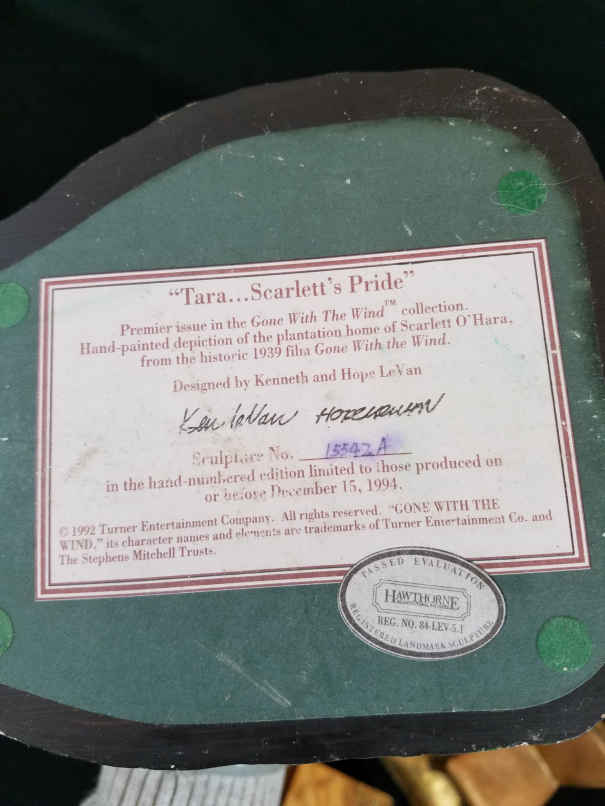 “Tara...Scarlett's Pride”
Premier issue in the Gone With The Wind™ collection.
Hand-painted depiction of the plantation home of Scarlett O'Hara,
from the historic 1939 film Gone With the Wind.
Designed by Kenneth and Hope LeVan
Ken LeVan
Sculpture No. 15542A
in the hand-numbered edition limited to those produced on
or before December 15, 1994.
© 1992 Turner Entertainment Company. All rights reserved. “GONE WITH THE
WIND,” its character names and elements are trademarks of Turner Entertainment Co. and
The Stephens Mitchell Trusts.
PASSED EVALUATION
HAWTHORNE
REG. NO. 84-LEV-5.1
REGISTERED LANDMARK SCULPTURE